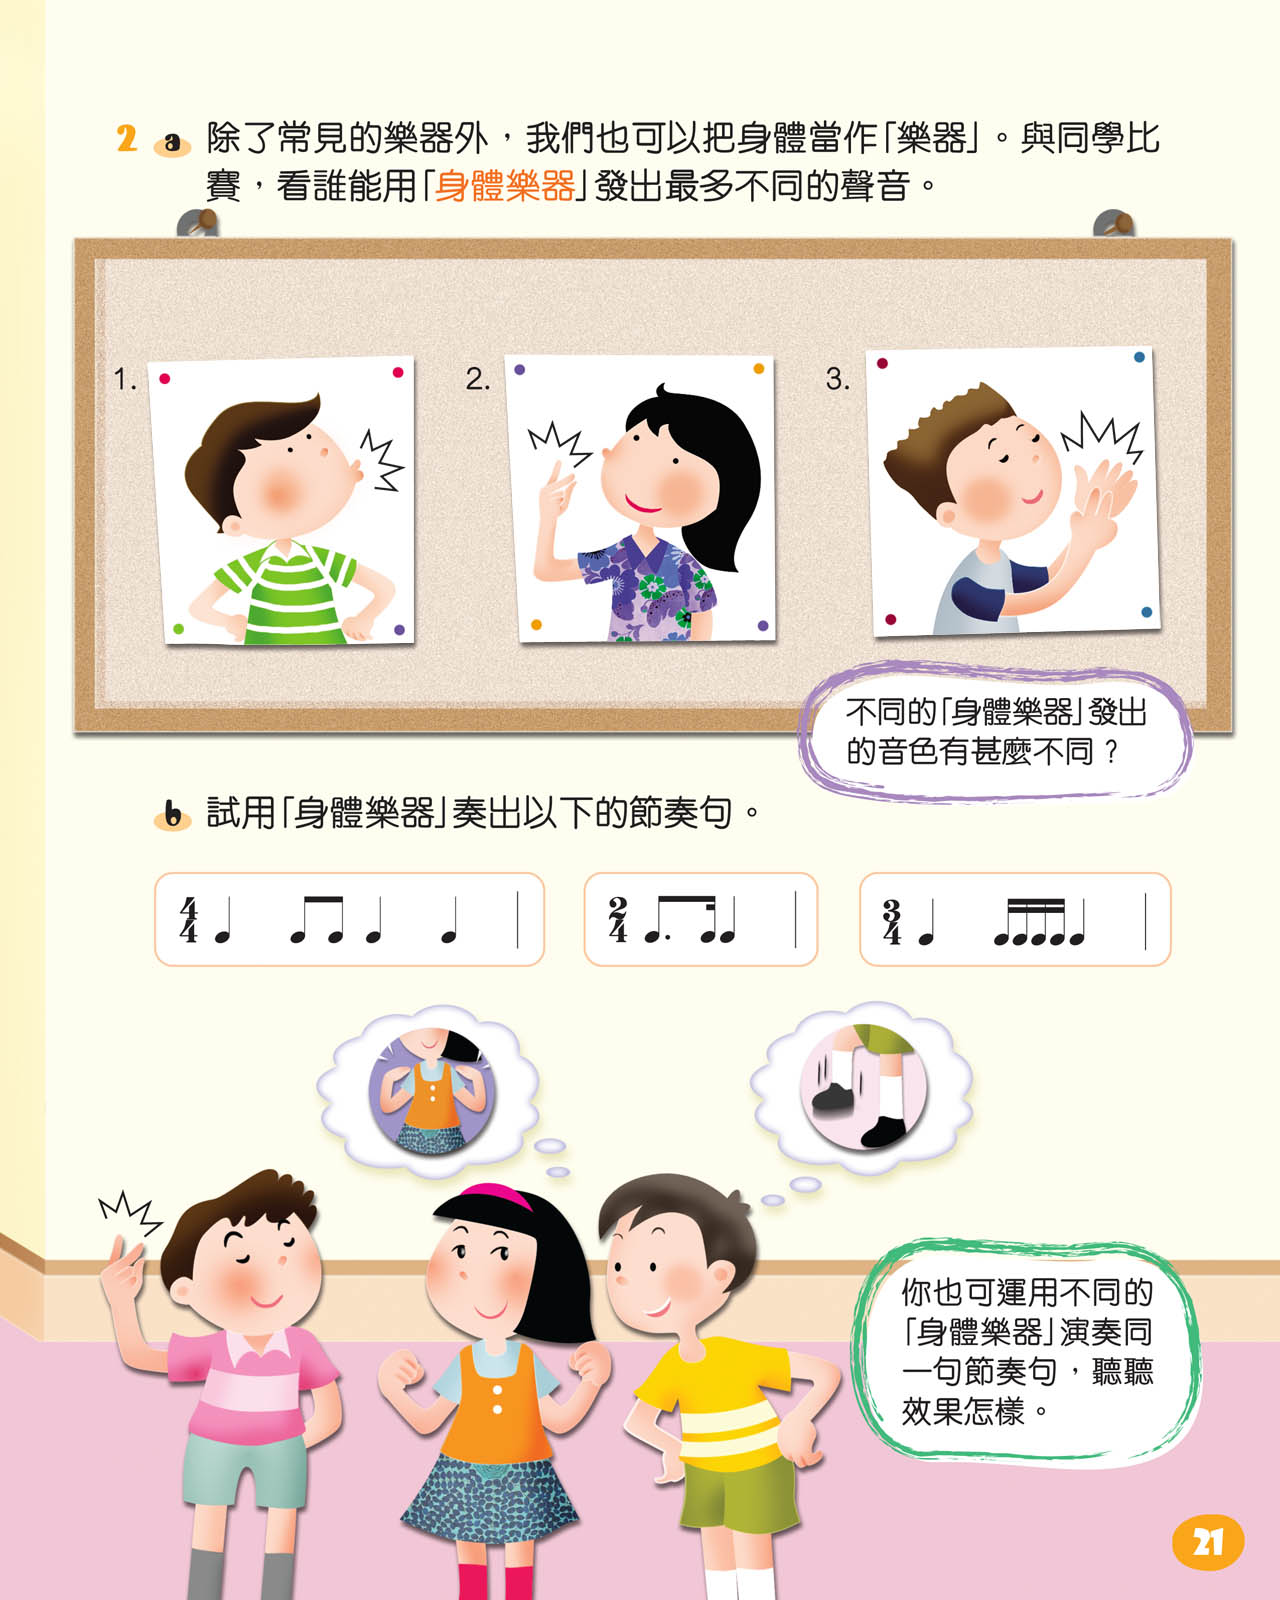 2 a 除了常見的樂器外，我們也可以把身體當作「樂器」。與同學比
賽，看誰能用「身體樂器」發出最多不同的聲音。
1.
2.
3.
不同的「身體樂器」發出
的音色有甚麼不同？
b 試用「身體樂器」奏出以下的節奏句。
4
4
2
4
3
4
你也可運用不同的
「身體樂器」演奏同
一句節奏句，聽聽
效果怎樣。
21